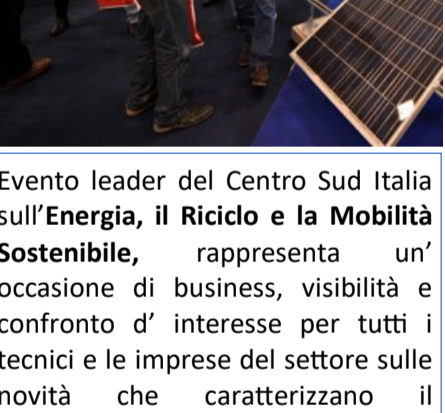 Evento leader del Centro Sud Italia
sull’Energia, il Riciclo e la Mobilità
Sostenibile, rappresenta un’
occasione di business, visibilità e
confronto d’ interesse per tutti i
tecnici e le imprese del settore sulle
novità che caratterizzano il